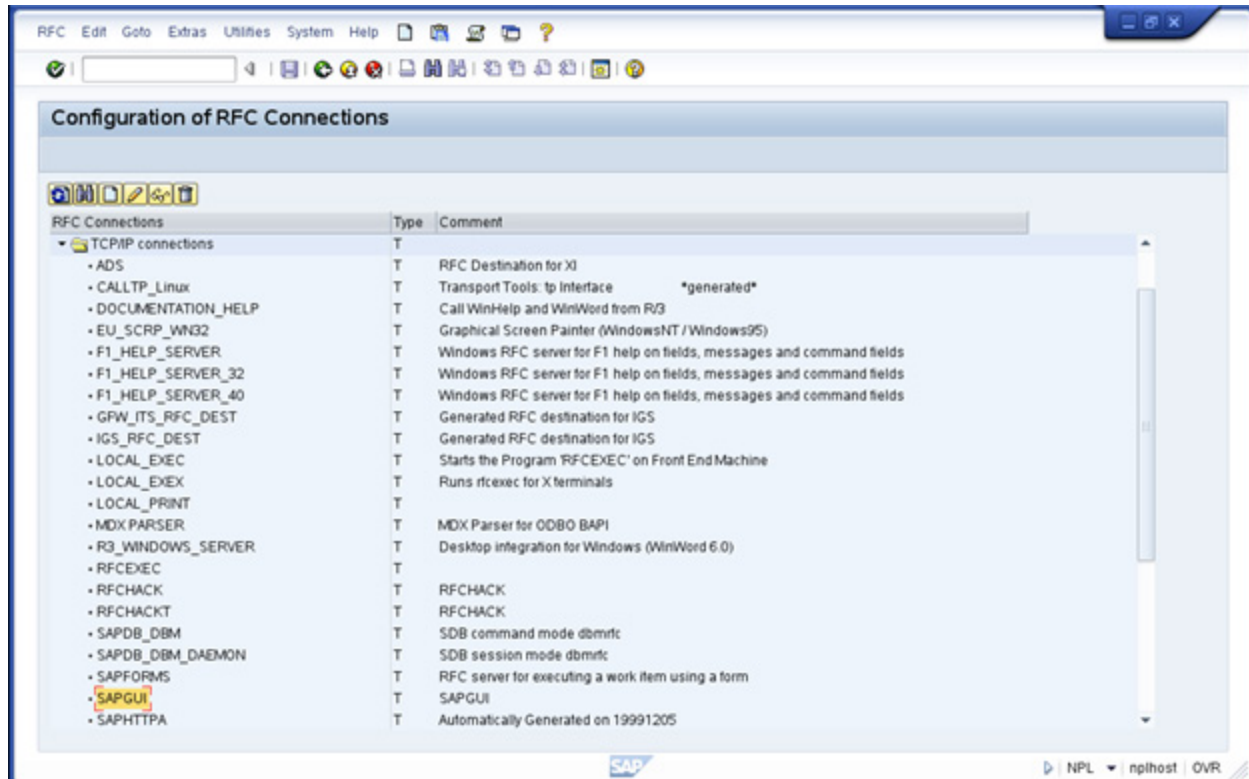 RFC Edit Goto Extras Utilities System Help
Configuration of RFC Connections
RFC Connections Type Comment
TCP/IP connections T
ADS T RFC Destination for XI
CALLTP_Linux T Transport Tools: tp Interface *generated*
DOCUMENTATION_HELP T Call WinHelp and WinWord from R/3
EU_SCRP_WN32 T Graphical Screen Painter (WindowsNT / Windows95)
F1_HELP_SERVER T Windows RFC server for F1 help on fields, messages and command fields
F1_HELP_SERVER_32 T Windows RFC server for F1 help on fields, messages and command fields
F1_HELP_SERVER_40 T Windows RFC server for F1 help on fields, messages and command fields
GFW_ITS_RFC_DEST T Generated RFC destination for IGS
IGS_RFC_DEST T Generated RFC destination for IGS
LOCAL_EXEC T Starts the Program 'RFCEXEC' on Front End Machine
LOCAL_EXEX T Runs rfcexec for X terminals
LOCAL_PRINT T
MDX PARSER T MDX Parser for ODBO BAPI
R3_WINDOWS_SERVER T Desktop integration for Windows (WinWord 6.0)
RFCEXEC T
RFCHACK T RFCHACK
RFCHACKT T RFCHACK
SAPDB_DBM T SDB command mode dbmrfc
SAPDB_DBM_DAEMON T SDB session mode dbmrfc
SAPFORMS T RFC server for executing a work item using a form
SAPGUI T SAPGUI
SAPHTTPA T Automatically Generated on 19991205
SAP NPL nplhost OVR